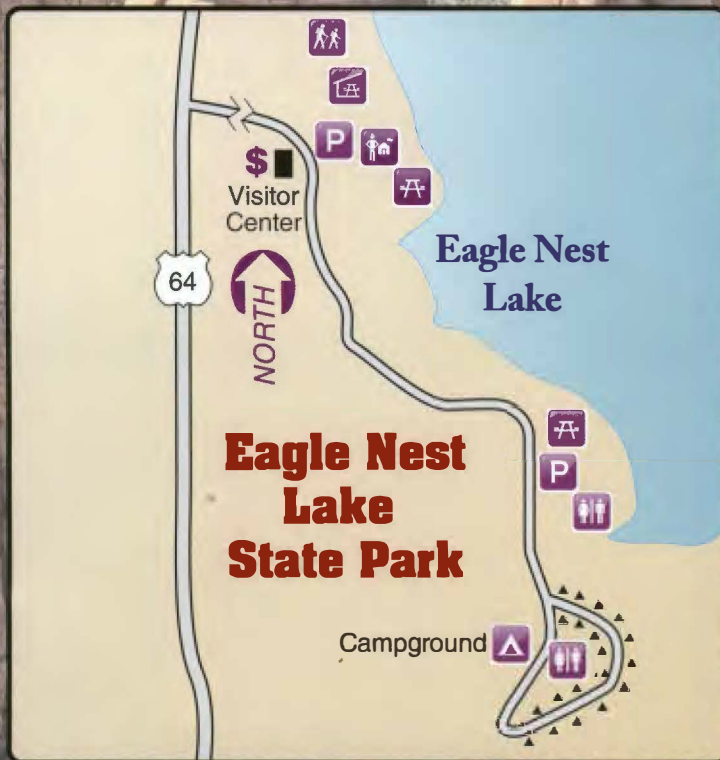 P
$
Visitor
Center
64
NORTH
Eagle Nest
Lake
Eagle Nest
Lake
State Park
P
Campground